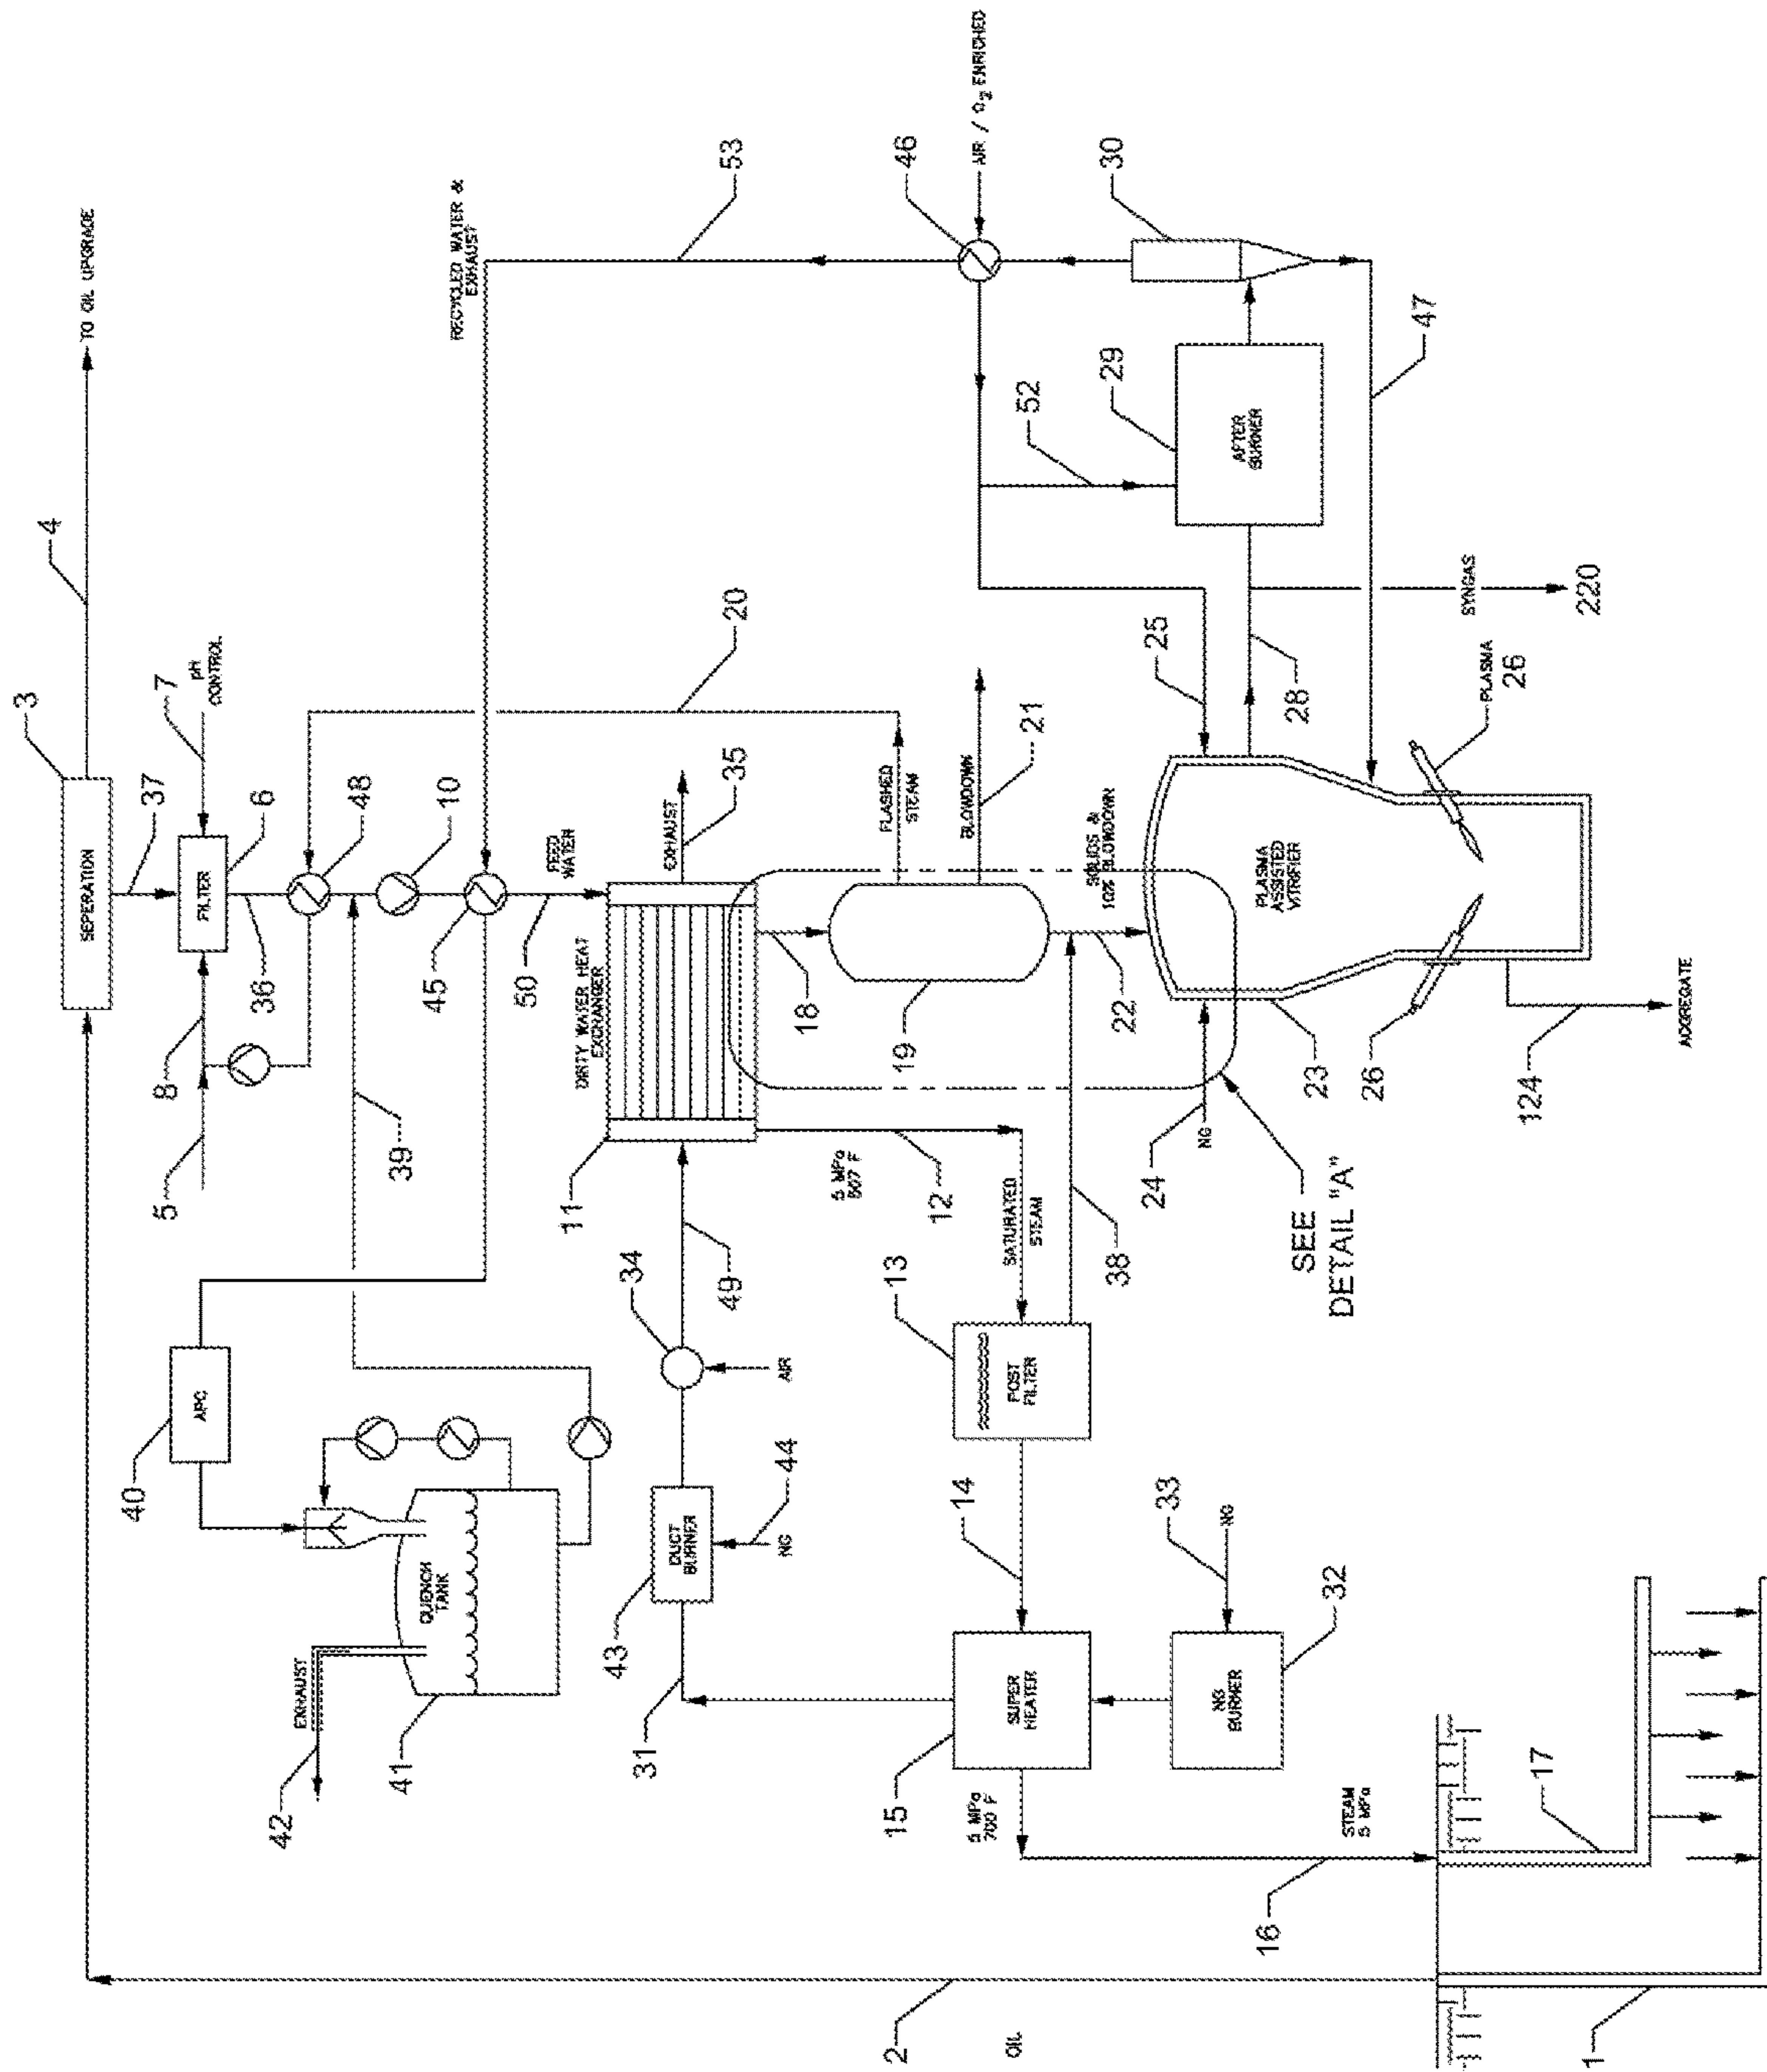 TO OIL UPGRADE
4
3
SEPERATION
37
7
pH
CONTROL
FILTER
6
8
5
36
48
10
45
39
RECYCLED WATER &
EXHAUST
53
46
AIR / O2 ENRICHED
30
FEED
WATER
50
20
40
APC
QUENCH
TANK
EXHAUST
42
41
DIRTY WATER HEAT
EXCHANGER
11
EXHAUST
35
34
AIR
49
DUCT
BURNER
43
44
NG
31
18
19
FLASHED
STEAM
BLOWDOWN
21
SOLIDS &
100% BLOWDOWN
22
5 MPa
507 F
12
SATURATED
STEAM
13
POST
FILTER
38
14
SUPER
HEATER
15
33
NG
NG
BURNER
32
5 MPa
700 F
STEAM
5 MPa
16
17
52
29
AFTER
BURNER
47
25
28
SYNGAS
220
PLASMA
26
PLASMA
ASSISTED
VITRIFIER
24
NG
23
26
124
AGGREGATE
SEE
DETAIL "A"
2
OIL
1